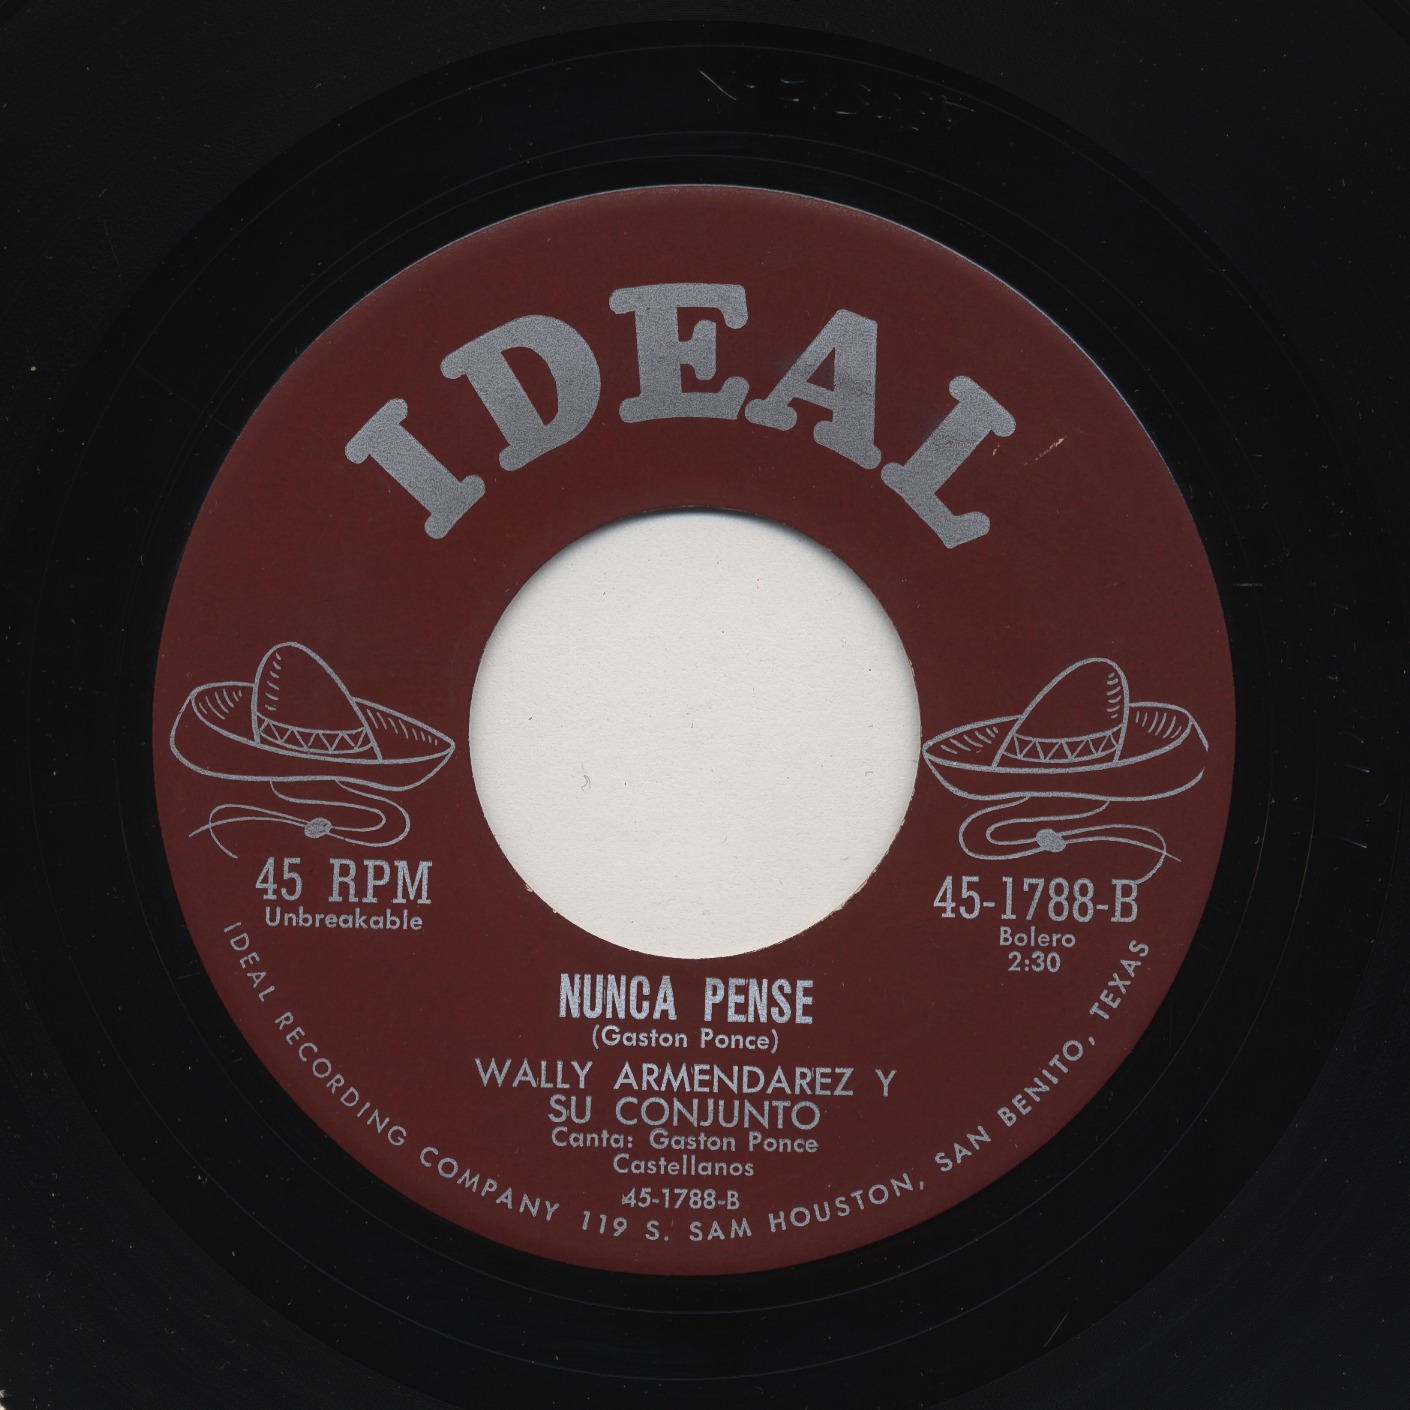 IDEAL
45 RPM
Unbreakable
45-1788-B
Bolero
2:30
NUNCA PENSE
(Gaston Ponce)
WALLY ARMENDAREZ Y
SU CONJUNTO
Canta: Gaston Ponce
Castellanos
45-1788-B
IDEAL RECORDING COMPANY 119 S. SAM HOUSTON, SAN BENITO, TEXAS